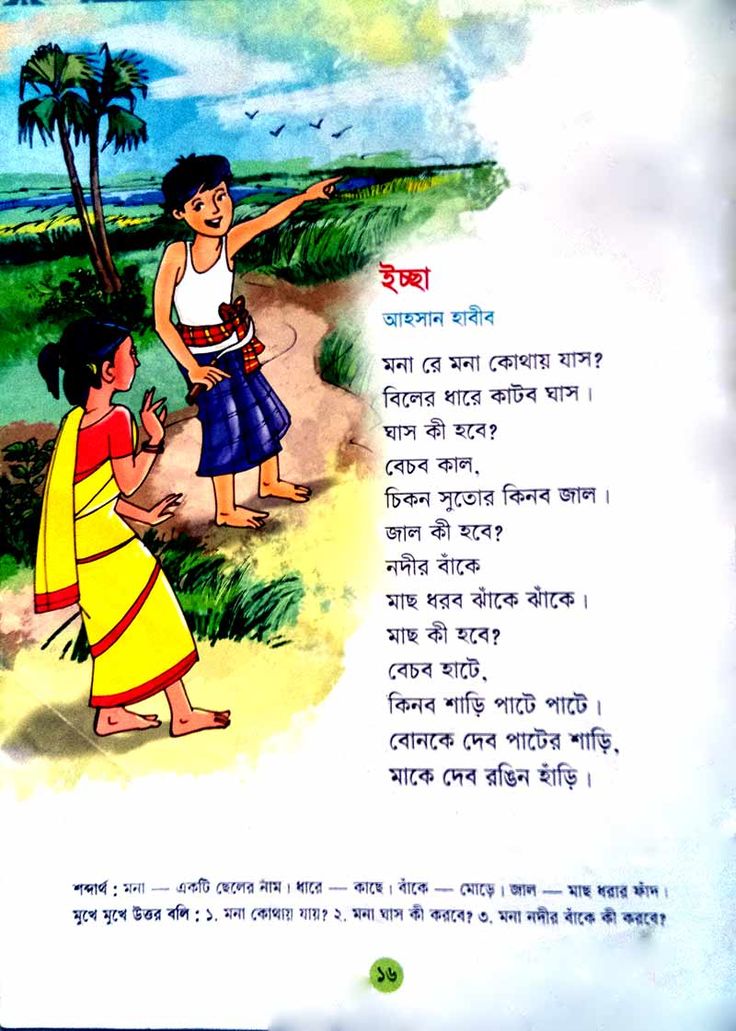 ইচ্ছা
আহসান হাবীব
মনা রে মনা কোথায় যাস?
বিলের ধারে কাটব ঘাস।
ঘাস কী হবে?
বেচব কাল,
চিকন সুতোর কিনব জাল।
জাল কী হবে?
নদীর বাঁকে
মাছ ধরব ঝাঁকে ঝাঁকে।
মাছ কী হবে?
বেচব হাটে,
কিনব শাড়ি পাটে পাটে।
বোনকে দেব পাটের শাড়ি,
মাকে দেব রঙিন হাঁড়ি।
শব্দার্থ : মনা — একটি ছেলের নাম। ধারে — কাছে। বাঁকে — মোড়ে। জাল — মাছ ধরার ফাঁদ।
মুখে মুখে উত্তর বলি : ১. মনা কোথায় যায়? ২. মনা ঘাস কী করবে? ৩. মনা নদীর বাঁকে কী করবে?
১৬